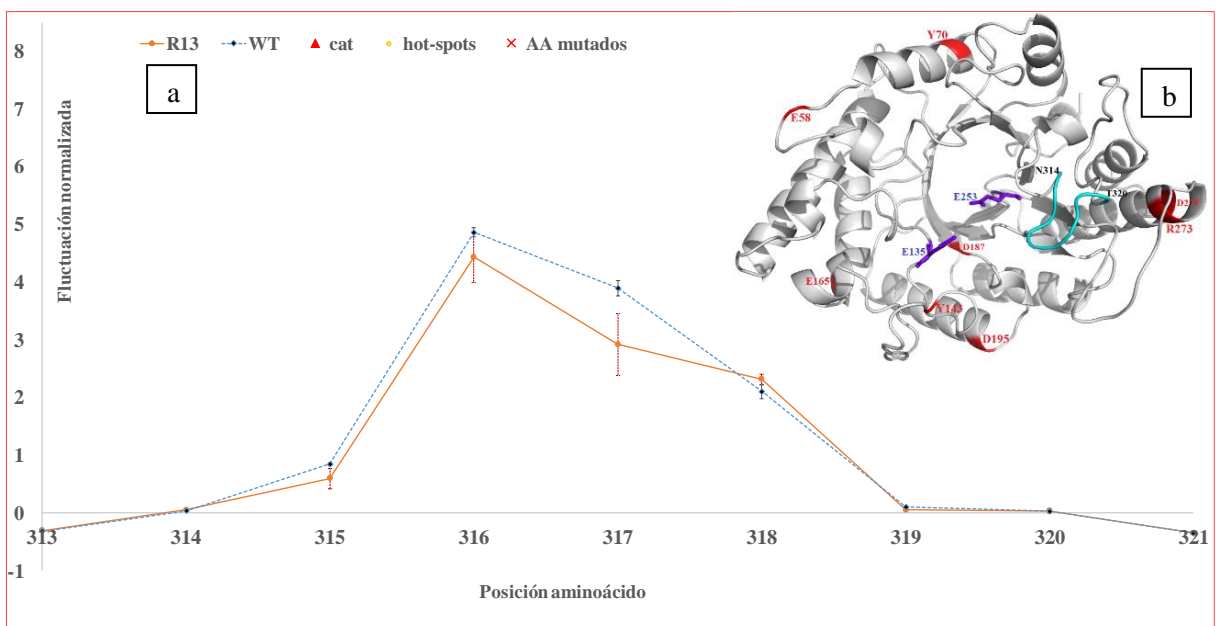 8
7
6
5
4
3
2
1
0
-1
Fluctuación normalizada
R13 WT cat hot-spots AA mutados
a
b
Y70
E58
N314
T320
E253
R273
E135
D187
E165
Y143
D195
313 314 315 316 317 318 319 320 321
Posición aminoácido